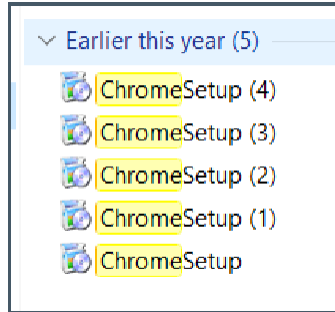 Earlier this year (5)
ChromeSetup (4)
ChromeSetup (3)
ChromeSetup (2)
ChromeSetup (1)
ChromeSetup